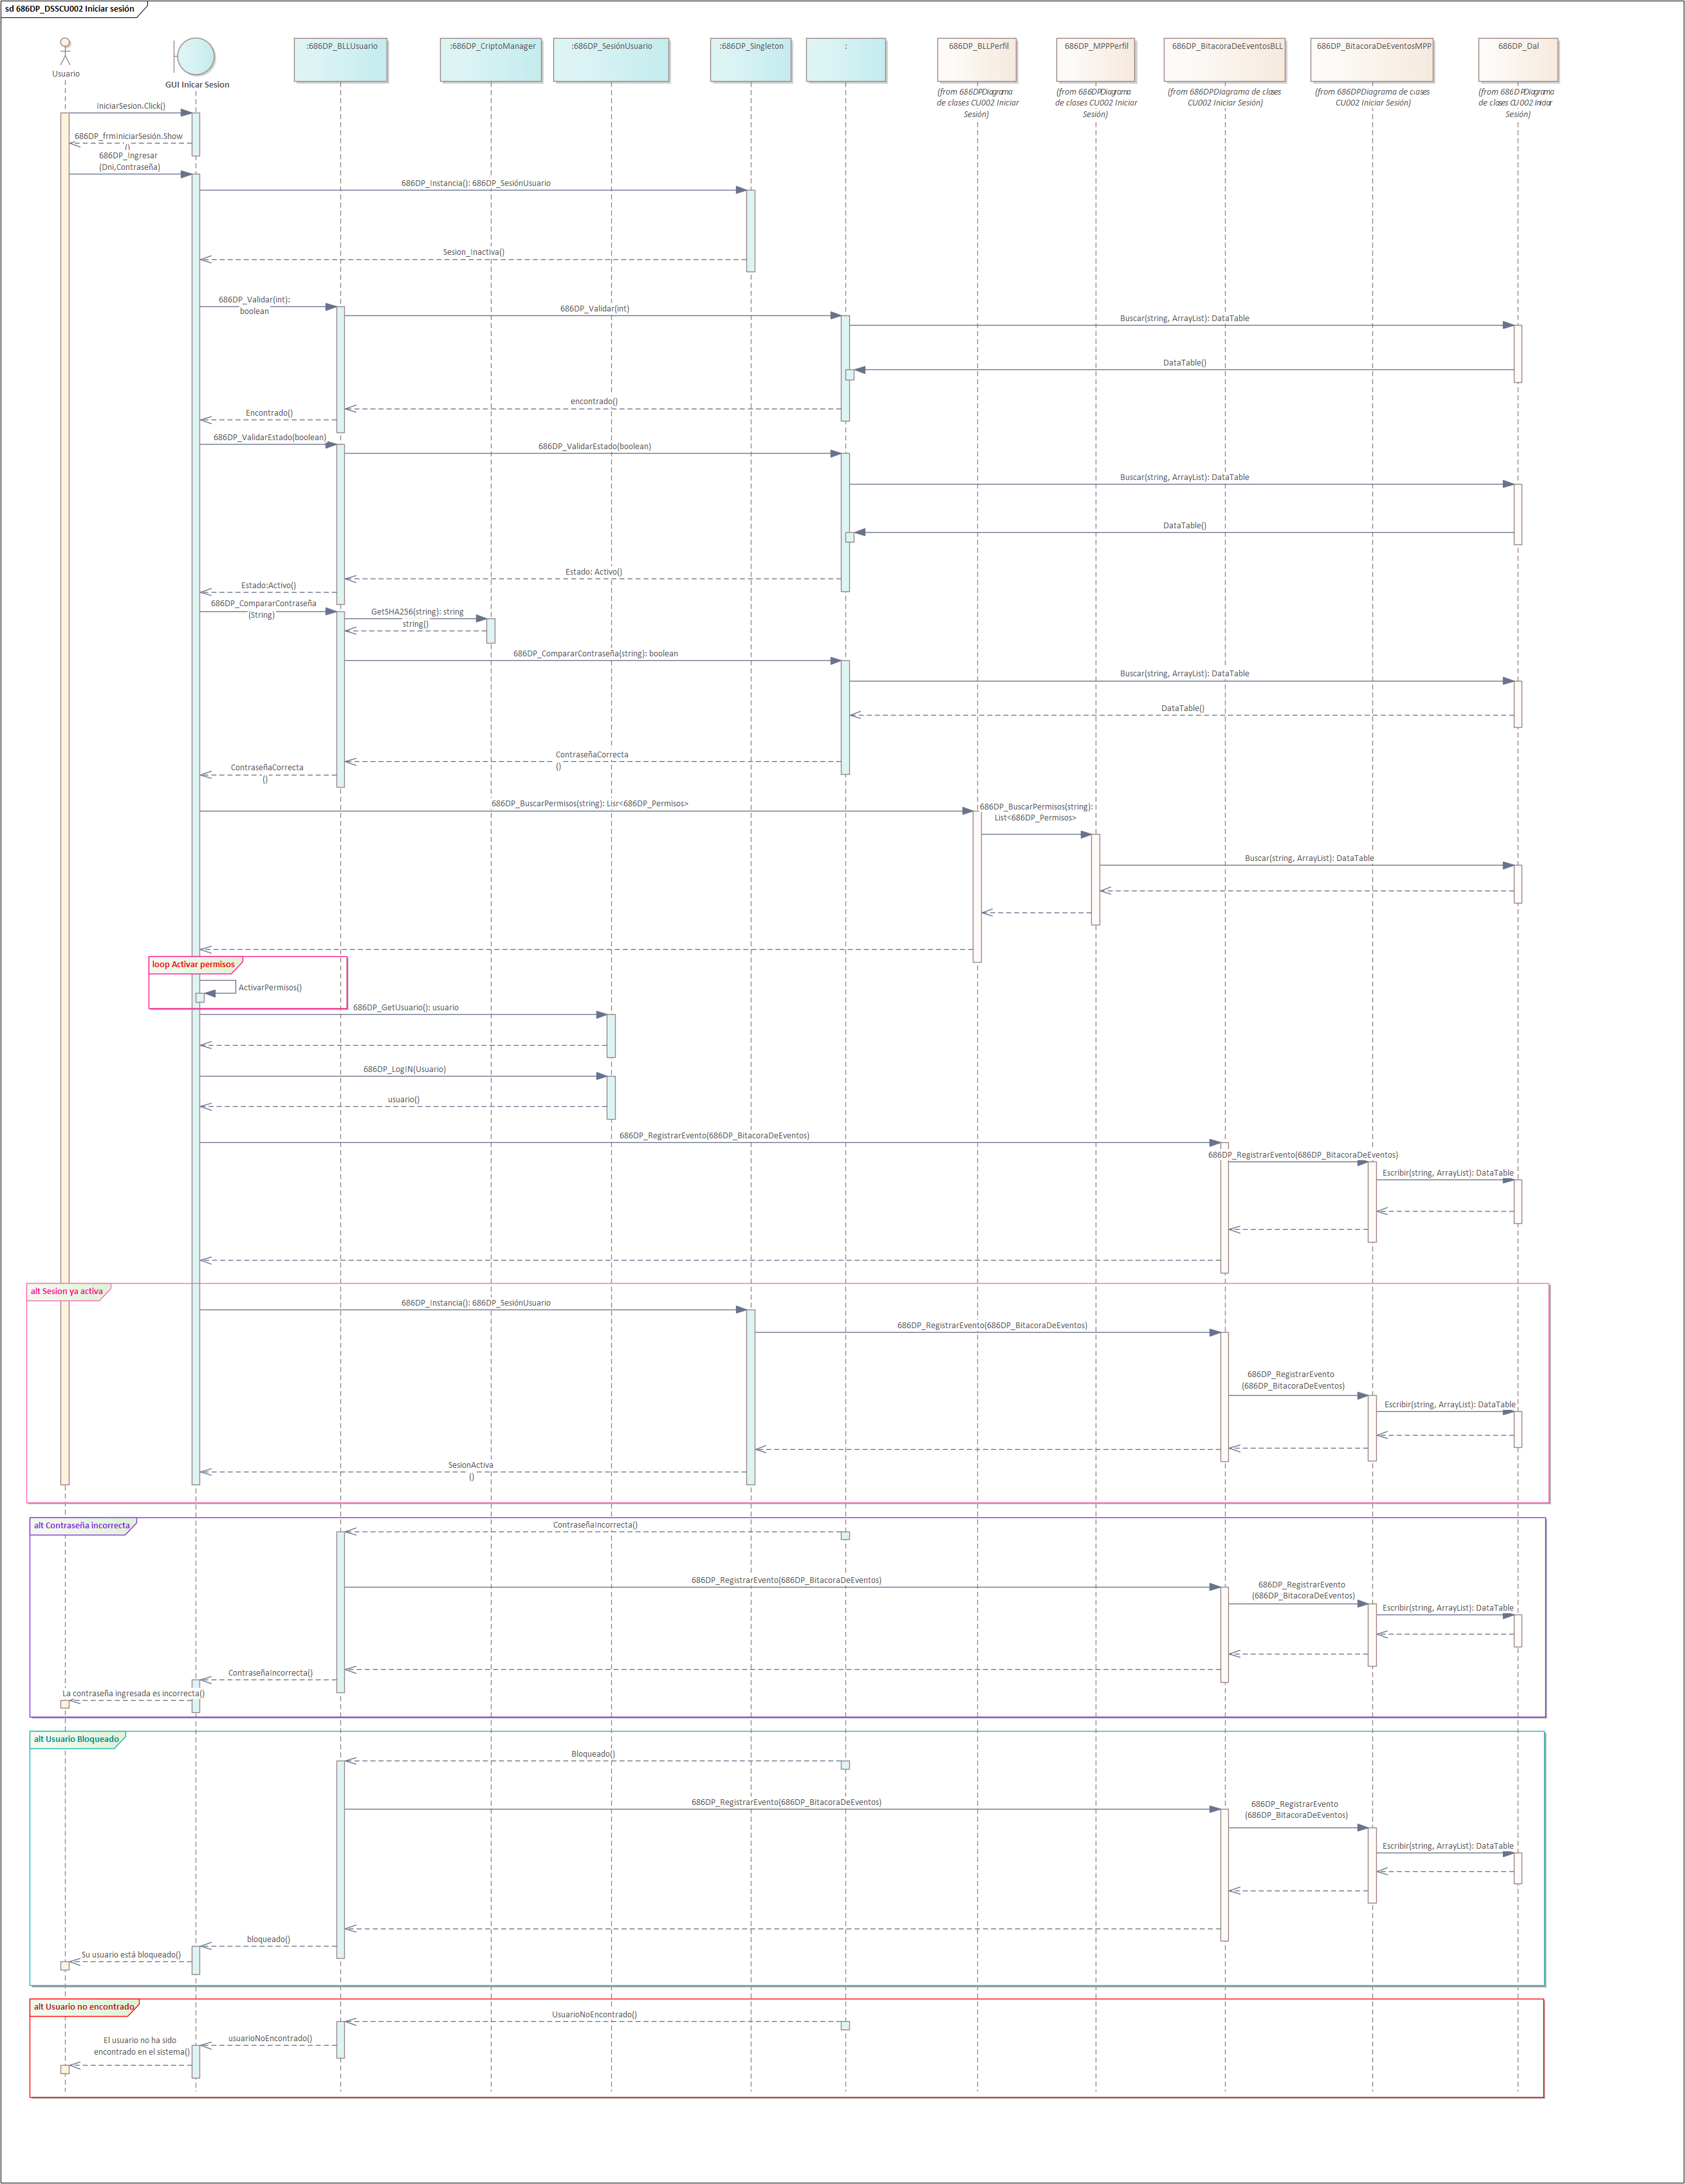 sd 686DP_DSSCU002 Iniciar sesión
Usuario
GUI Inicar Sesion
:686DP_BLLUsuario
:686DP_CriptoManager
:686DP_SesiónUsuario
:686DP_Singleton
:
686DP_BLLPerfil
(from 686DPDiagrama
de clases CU002 Iniciar
Sesión)
686DP_MPPPerfil
(from 686DPDiagrama
de clases CU002 Iniciar
Sesión)
686DP_BitacoraDeEventosBLL
(from 686DPDiagrama de clases
CU002 Iniciar Sesión)
686DP_BitacoraDeEventosMPP
(from 686DPDiagrama de clases
CU002 Iniciar Sesión)
686DP_Dal
(from 686DPDiagrama
de clases CU002 Iniciar
Sesión)
IniciarSesion.Click()
686DP_frmIniciarSesión.Show
()
686DP_Ingresar
(Dni,Contraseña)
686DP_Instancia(): 686DP_SesiónUsuario
Sesion_Inactiva()
686DP_Validar(int):
boolean
686DP_Validar(int)
Buscar(string, ArrayList): DataTable
DataTable()
encontrado()
Encontrado()
686DP_ValidarEstado(boolean)
686DP_ValidarEstado(boolean)
Buscar(string, ArrayList): DataTable
DataTable()
Estado: Activo()
Estado:Activo()
686DP_CompararContraseña
(String)
GetSHA256(string): string
string()
686DP_CompararContraseña(string): boolean
Buscar(string, ArrayList): DataTable
DataTable()
ContraseñaCorrecta
()
ContraseñaCorrecta
()
686DP_BuscarPermisos(string): Lisr<686DP_Permisos>
686DP_BuscarPermisos(string):
List<686DP_Permisos>
Buscar(string, ArrayList): DataTable
loop Activar permisos
ActivarPermisos()
686DP_GetUsuario(): usuario
686DP_LogIN(Usuario)
usuario()
686DP_RegistrarEvento(686DP_BitacoraDeEventos)
686DP_RegistrarEvento(686DP_BitacoraDeEventos)
Escribir(string, ArrayList): DataTable
alt Sesion ya activa
686DP_Instancia(): 686DP_SesiónUsuario
686DP_RegistrarEvento(686DP_BitacoraDeEventos)
686DP_RegistrarEvento
(686DP_BitacoraDeEventos)
Escribir(string, ArrayList): DataTable
SesionActiva
()
alt Contraseña incorrecta
ContraseñaIncorrecta()
686DP_RegistrarEvento(686DP_BitacoraDeEventos)
686DP_RegistrarEvento
(686DP_BitacoraDeEventos)
Escribir(string, ArrayList): DataTable
ContraseñaIncorrecta()
La contraseña ingresada es incorrecta()
alt Usuario Bloqueado
Bloqueado()
686DP_RegistrarEvento(686DP_BitacoraDeEventos)
686DP_RegistrarEvento
(686DP_BitacoraDeEventos)
Escribir(string, ArrayList): DataTable
bloqueado()
Su usuario está bloqueado()
alt Usuario no encontrado
UsuarioNoEncontrado()
usuarioNoEncontrado()
El usuario no ha sido
encontrado en el sistema()